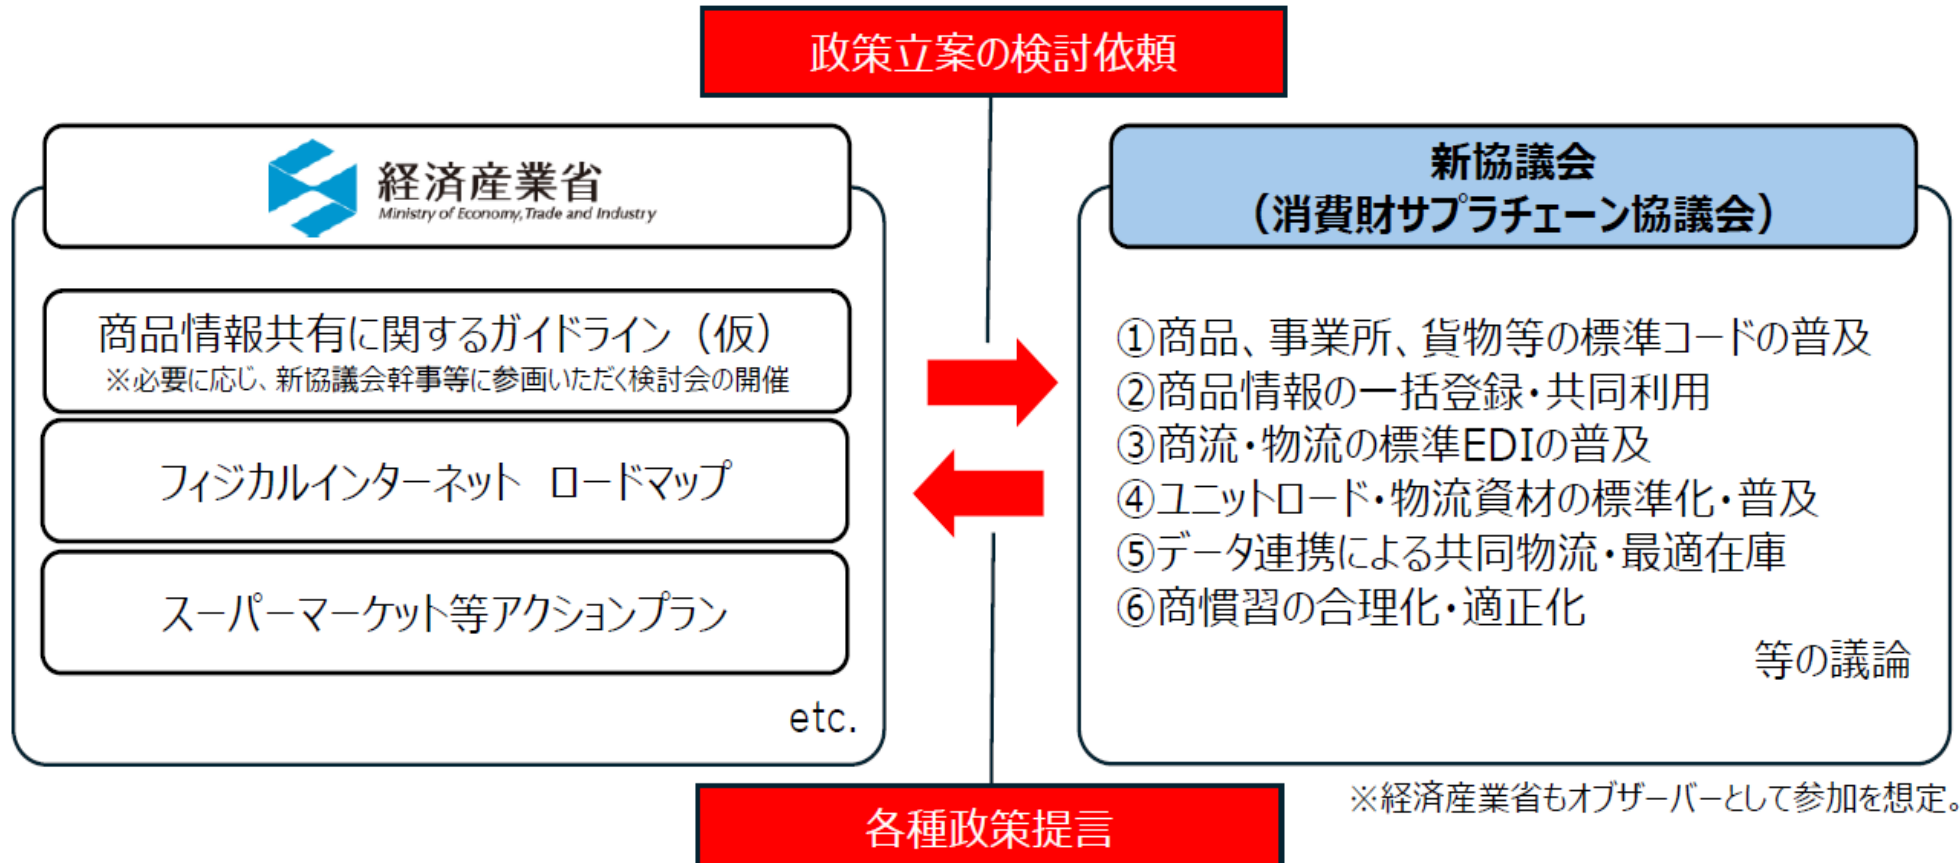 政策立案の検討依頼
経済産業省
Ministry of Economy, Trade and Industry
商品情報共有に関するガイドライン（仮）
※必要に応じ、新協議会幹事等に参画いただく検討会の開催
フィジカルインターネット　ロードマップ
スーパーマーケット等アクションプラン
etc.
新協議会
（消費財サプラチェーン協議会）
①商品、事業所、貨物等の標準コードの普及
②商品情報の一括登録・共同利用
③商流・物流の標準EDIの普及
④ユニットロード・物流資材の標準化・普及
⑤データ連携による共同物流・最適在庫
⑥商慣習の合理化・適正化
等の議論
※経済産業省もオブザーバーとして参加を想定。
各種政策提言